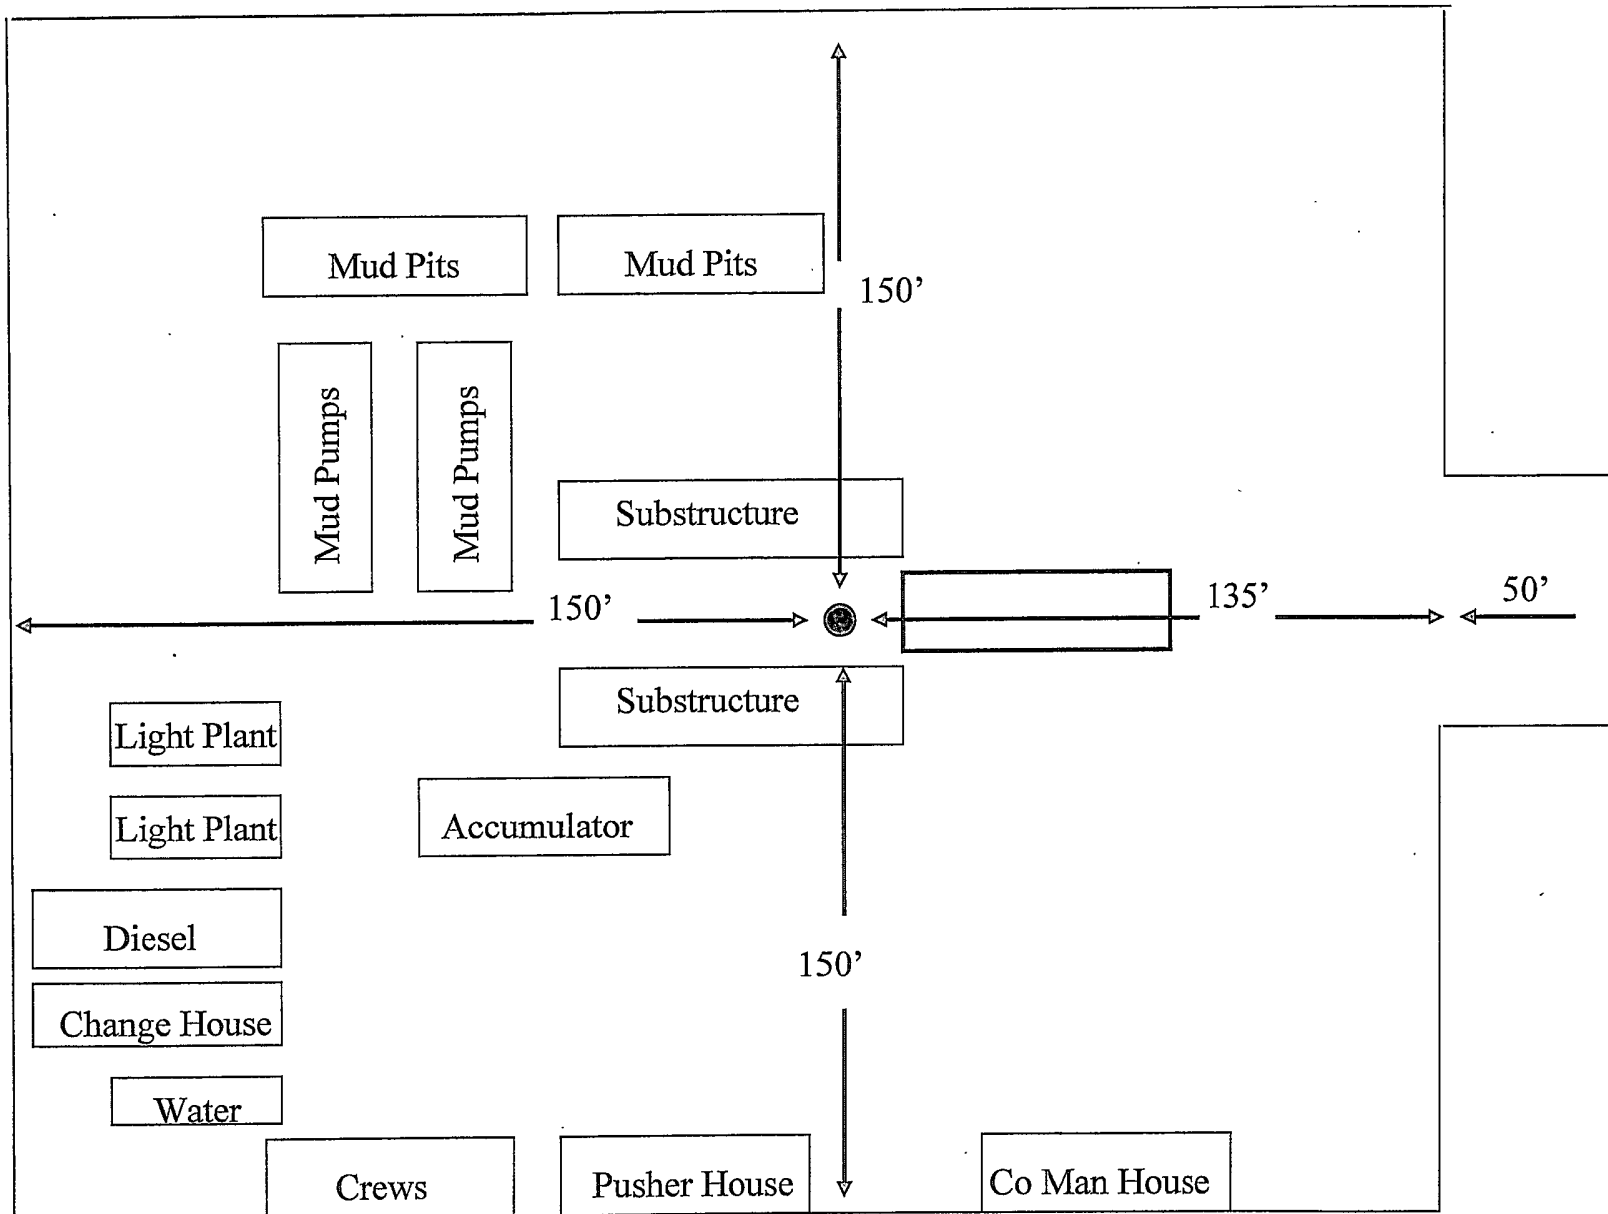 Mud Pits
Mud Pits
150’
Mud Pumps
Mud Pumps
Substructure
150’
135’
50’
Substructure
Light Plant
Light Plant
Accumulator
Diesel
150’
Change House
Water
Crews
Pusher House
Co Man House